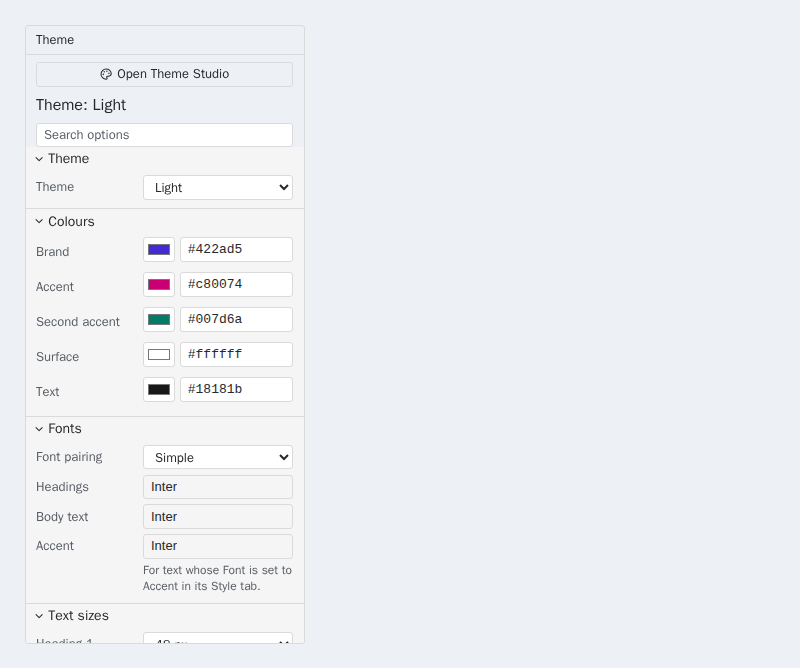 Theme
Open Theme Studio
Theme: Light
Search options
Theme
Theme Light
Colours
Brand #422ad5
Accent #c80074
Second accent #007d6a
Surface #ffffff
Text #18181b
Fonts
Font pairing Simple
Headings Inter
Body text Inter
Accent Inter
For text whose Font is set to
Accent in its Style tab.
Text sizes
Heading 1